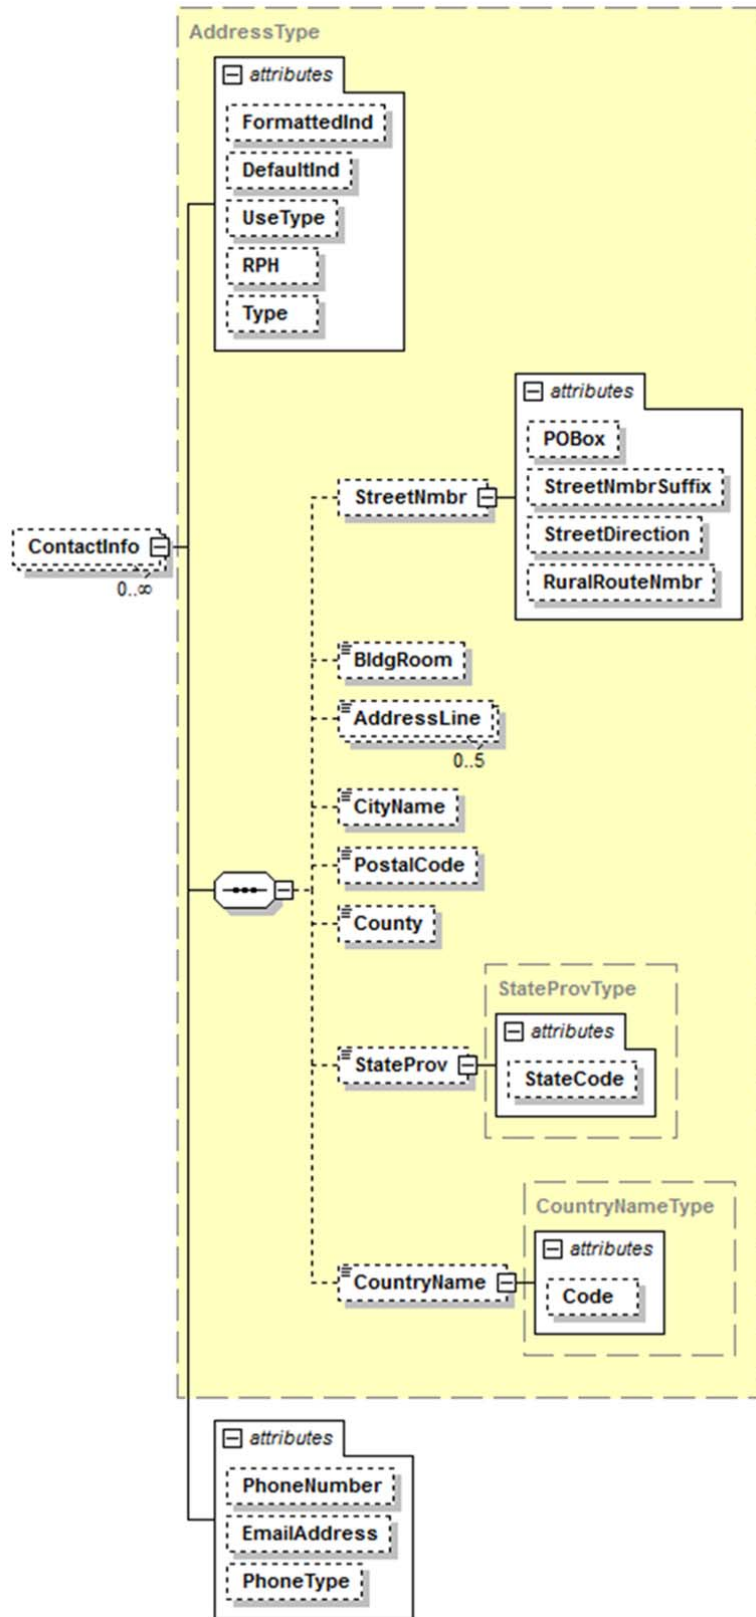 AddressType
attributes
FormattedInd
DefaultInd
UseType
RPH
Type
attributes
POBox
StreetNmbr
StreetNmbrSuffix
StreetDirection
RuralRouteNmbr
ContactInfo
0..∞
BldgRoom
AddressLine
0..5
CityName
PostalCode
County
StateProvType
attributes
StateProv
StateCode
CountryNameType
attributes
CountryName
Code
attributes
PhoneNumber
EmailAddress
PhoneType